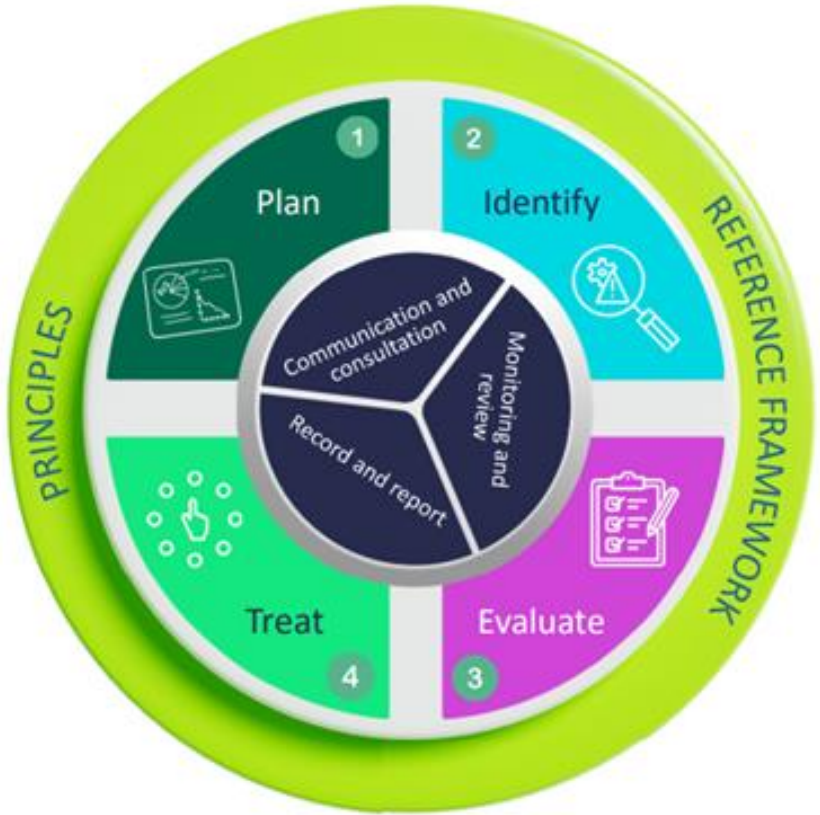 1
Plan
2
Identify
PRINCIPLES
REFERENCE FRAMEWORK
Communication and
consultation
Monitoring and
review
Record and report
Treat
4
Evaluate
3